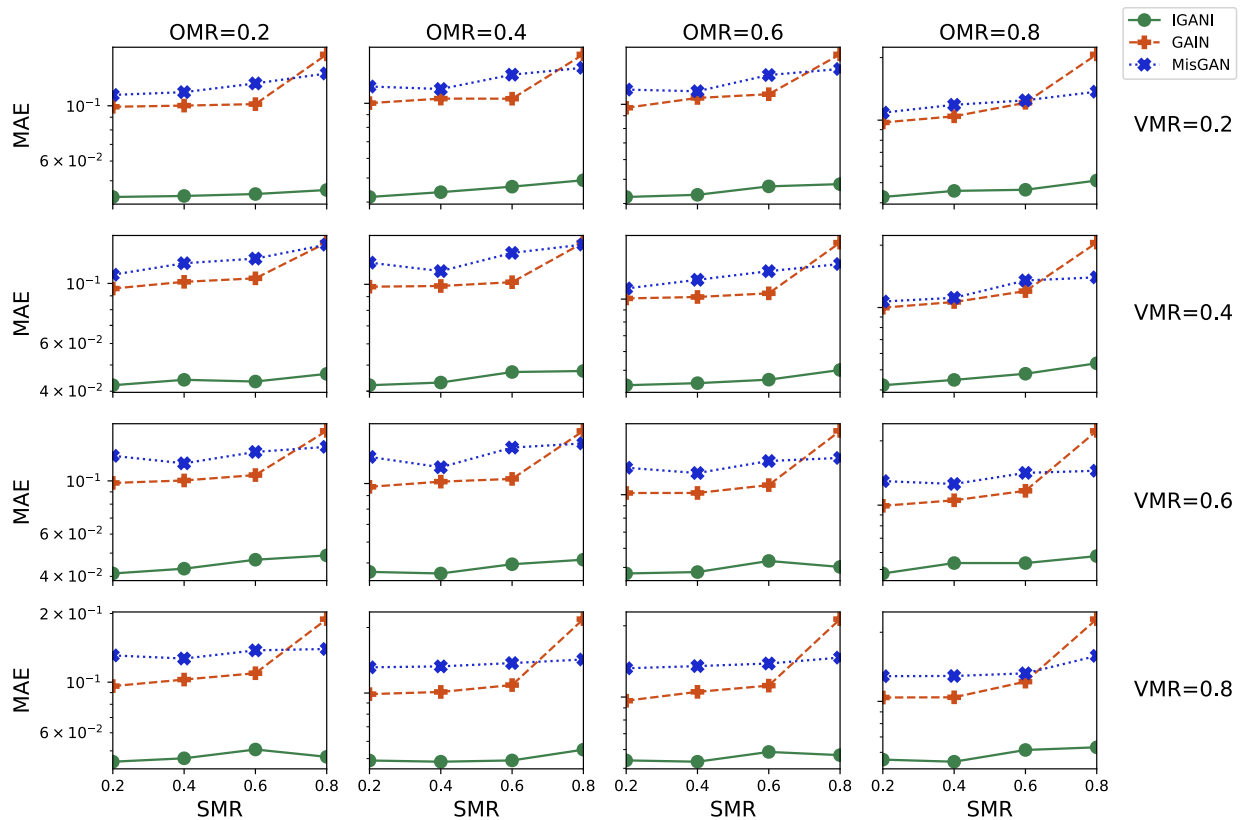 IGANI
GAIN
MisGAN
OMR=0.2
OMR=0.4
OMR=0.6
OMR=0.8
MAE
10⁻¹
6 × 10⁻²
VMR=0.2
MAE
10⁻¹
6 × 10⁻²
4 × 10⁻²
VMR=0.4
MAE
10⁻¹
6 × 10⁻²
4 × 10⁻²
VMR=0.6
MAE
2 × 10⁻¹
10⁻¹
6 × 10⁻²
VMR=0.8
0.2 0.4 0.6 0.8 0.2 0.4 0.6 0.8 0.2 0.4 0.6 0.8 0.2 0.4 0.6 0.8
SMR SMR SMR SMR